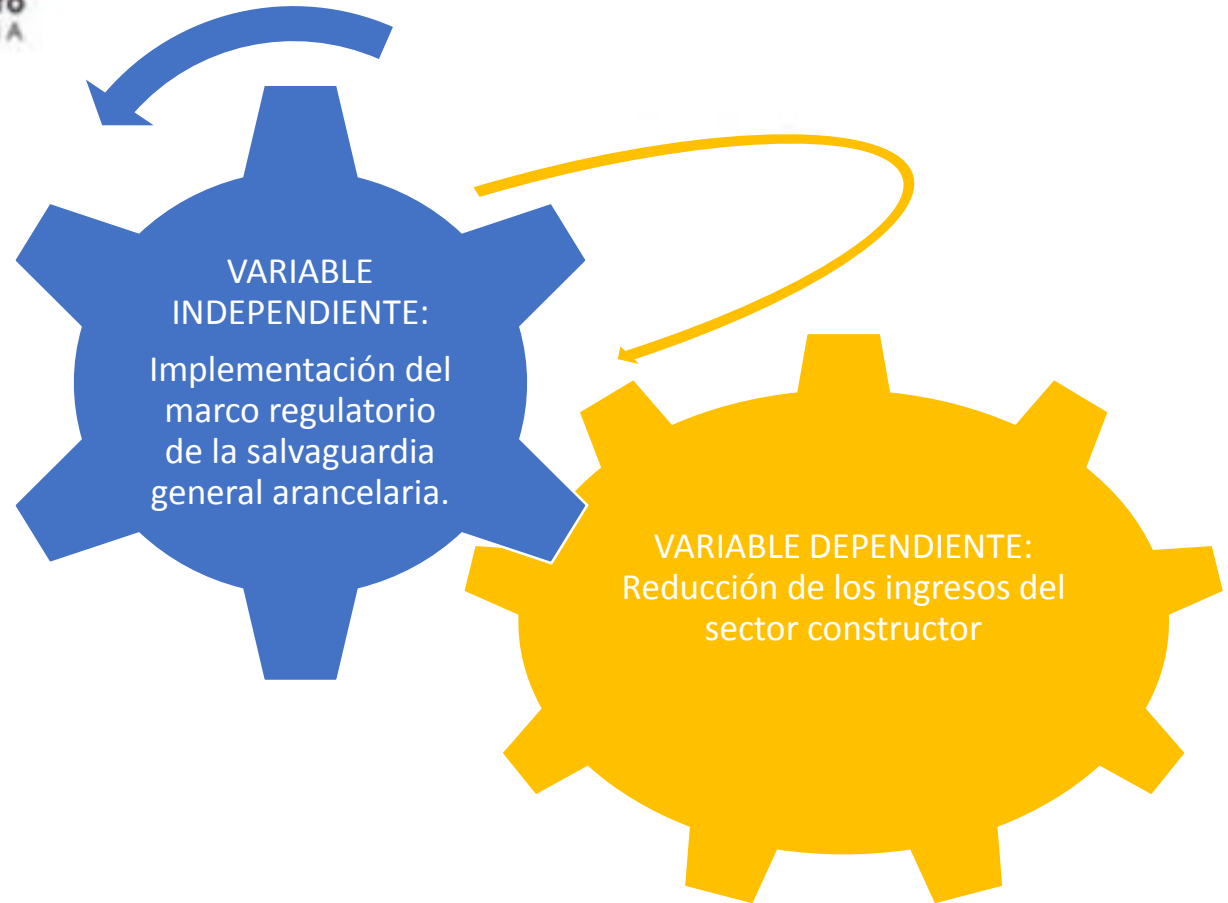 VARIABLE
INDEPENDIENTE:
Implementación del
marco regulatorio
de la salvaguardia
general arancelaria.
VARIABLE DEPENDIENTE:
Reducción de los ingresos del
sector constructor